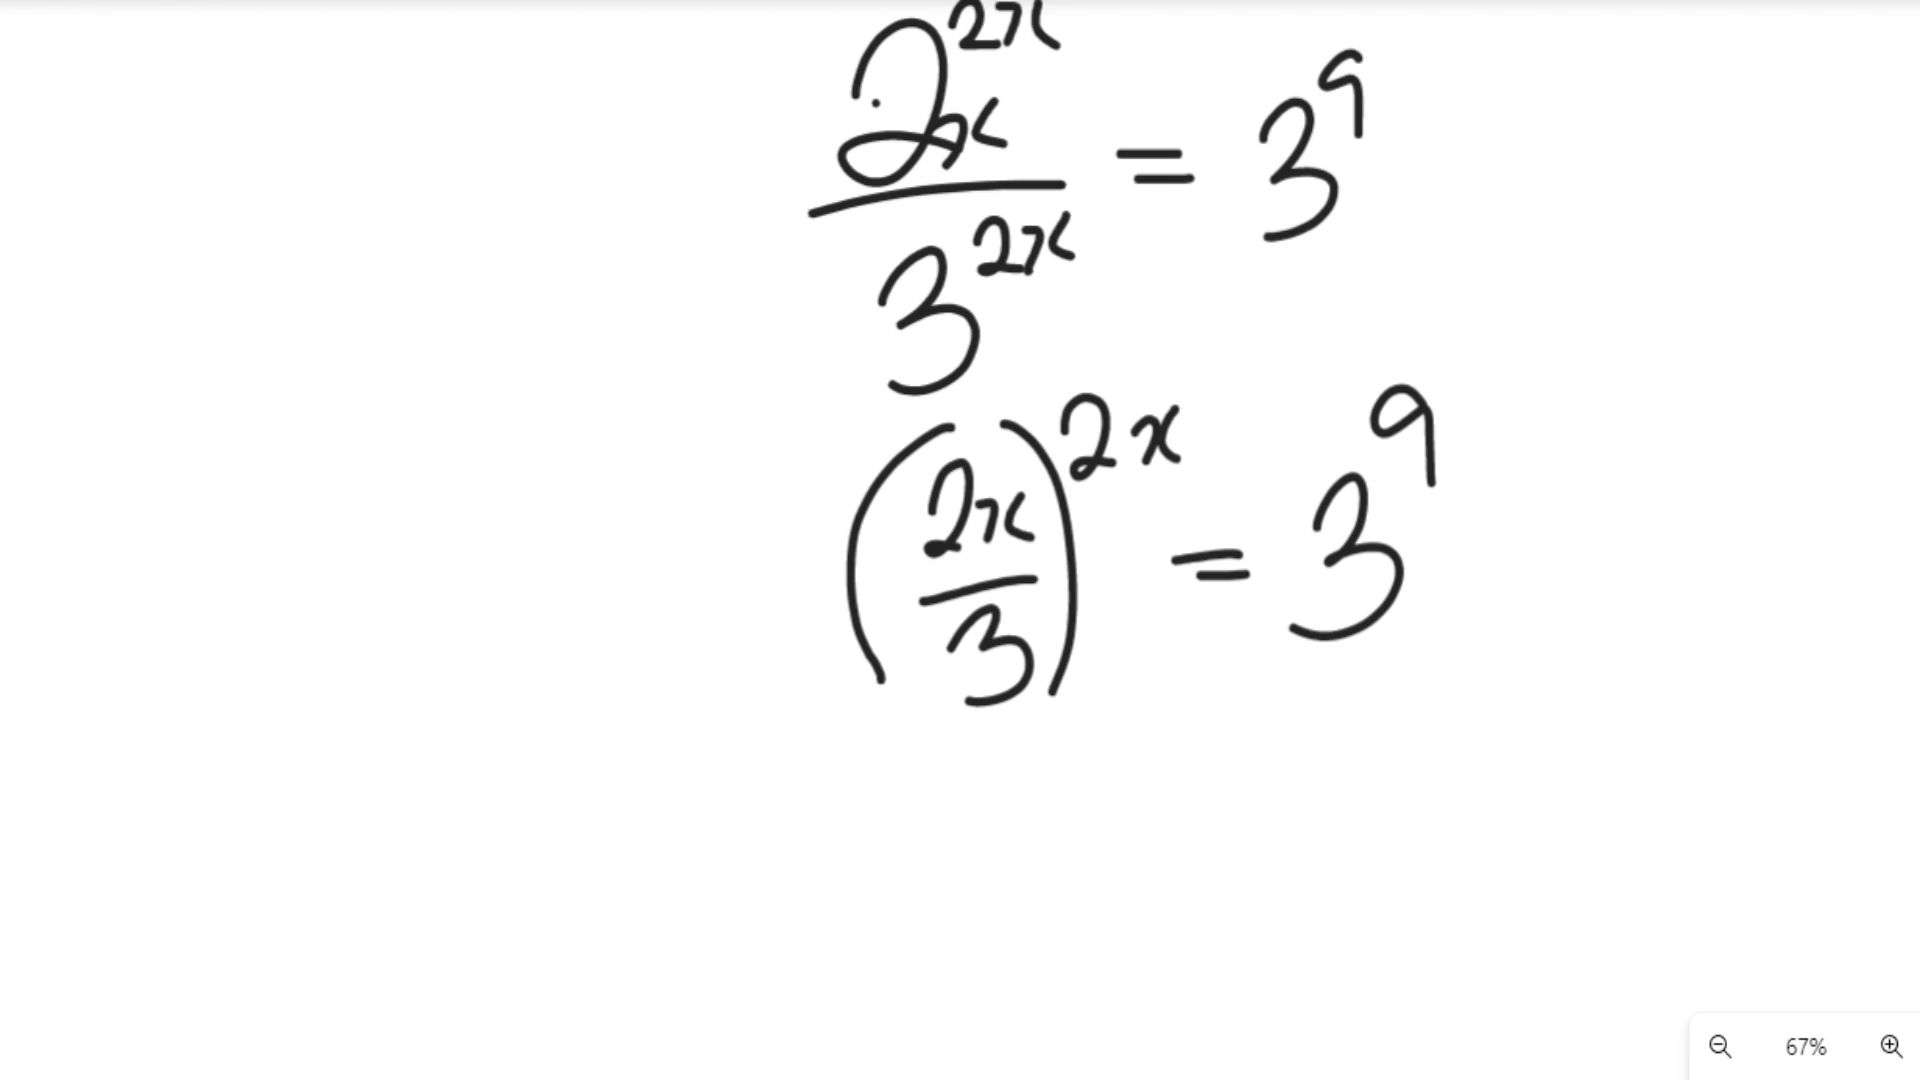 2x^2x / 3^2x = 3^9
(2x/3)^2x = 3^9
67%